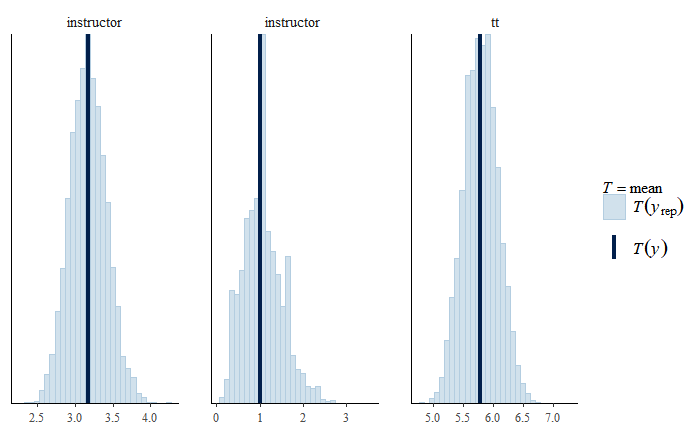 instructor
instructor
tt
T = mean
T(y_rep)
T(y)
2.5 3.0 3.5 4.0
0 1 2 3
5.0 5.5 6.0 6.5 7.0